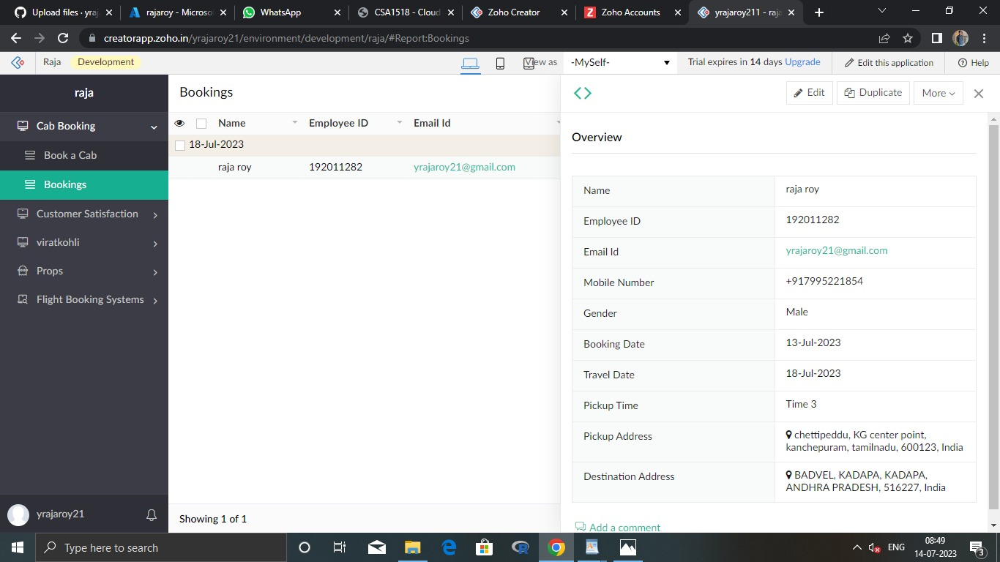 Upload files · yraj
rajaroy - Microso
WhatsApp
CSA1518 - Cloud
Zoho Creator
Zoho Accounts
yrajaroy211 - raja
creatorapp.zoho.in/yrajaroy21/environment/development/raja/#Report:Bookings
Raja
Development
View as
-MySelf-
Trial expires in 14 days Upgrade
Edit this application
Help
raja
Cab Booking
Book a Cab
Bookings
Customer Satisfaction
viratkohli
Props
Flight Booking Systems
yrajaroy21
Bookings
Name Employee ID Email Id
18-Jul-2023
raja roy 192011282 yrajaroy21@gmail.com
Showing 1 of 1
Edit
Duplicate
More
Overview
Name raja roy
Employee ID 192011282
Email Id yrajaroy21@gmail.com
Mobile Number +917995221854
Gender Male
Booking Date 13-Jul-2023
Travel Date 18-Jul-2023
Pickup Time Time 3
Pickup Address chettipeddu, KG center point,
kanchepuram, tamilnadu, 600123, India
Destination Address BADVEL, KADAPA, KADAPA,
ANDHRA PRADESH, 516227, India
Add a comment
Type here to search
ENG
08:49
14-07-2023
3